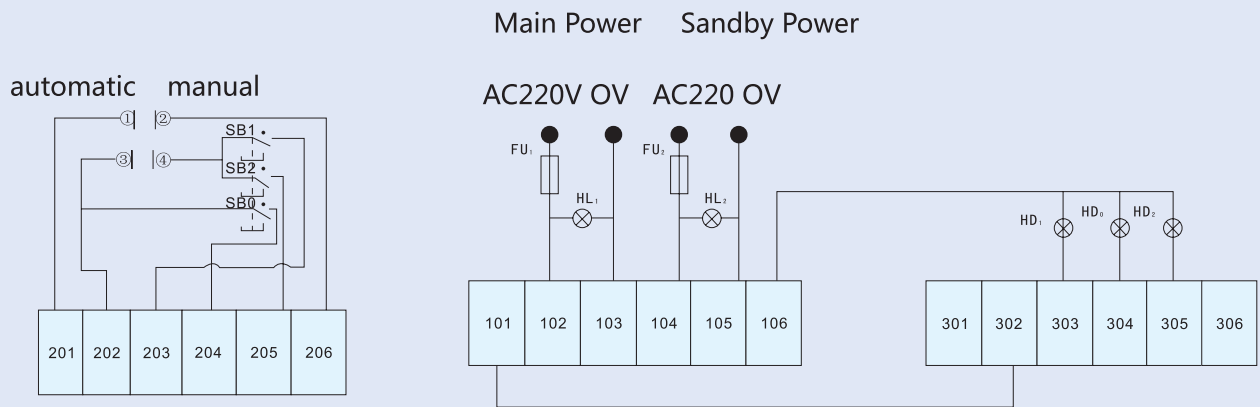 Main Power Sandby Power
automatic manual
AC220V OV AC220 OV
① ②
SB1
③ ④
SB2
SB0
FU₁ FU₂
HL₁ HL₂
HD₁ HD₀ HD₂
201 202 203 204 205 206
101 102 103 104 105 106
301 302 303 304 305 306